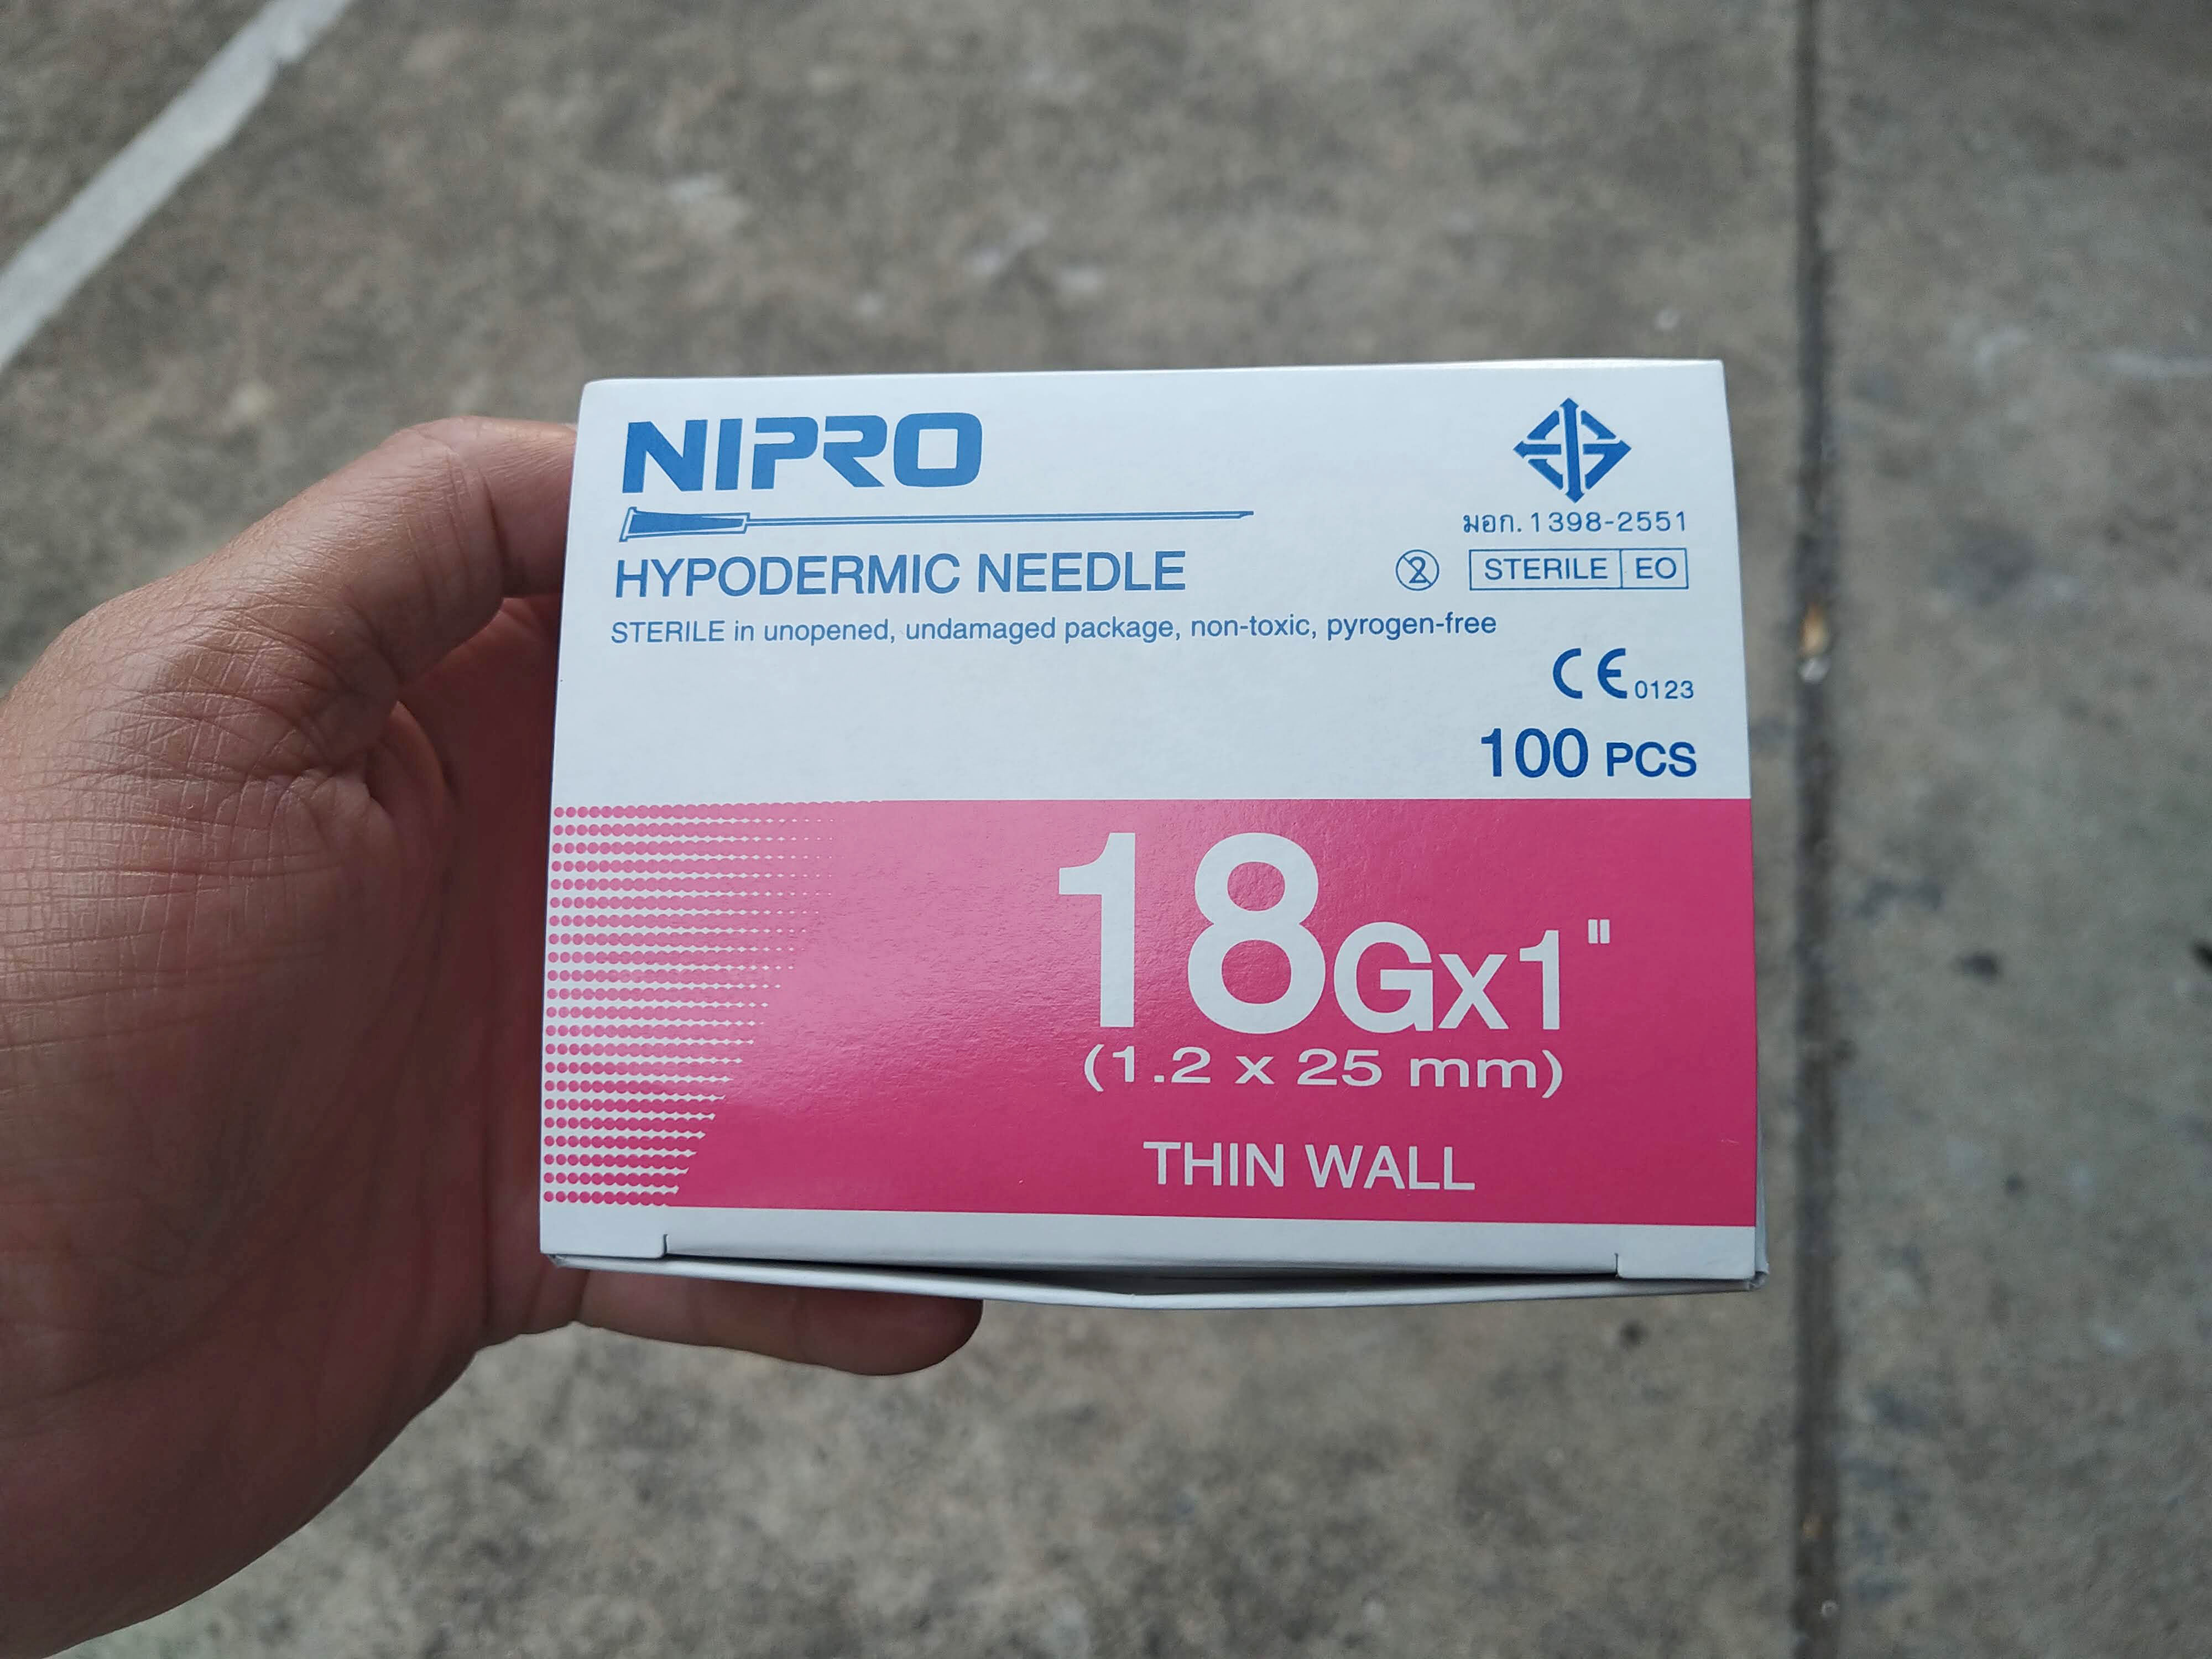 NIPRO
มอก. 1398-2551
HYPODERMIC NEEDLE
2
STERILE EO
STERILE in unopened, undamaged package, non-toxic, pyrogen-free
CE 0123
100 PCS
18Gx1"
(1.2 x 25 mm)
THIN WALL